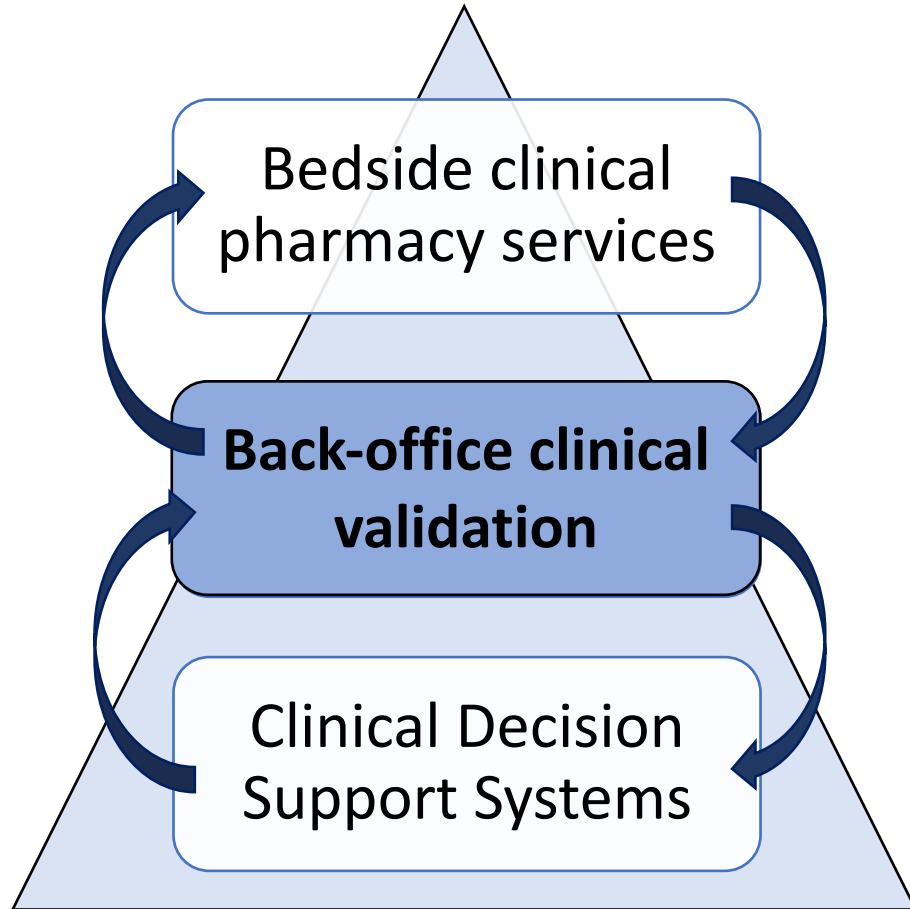 Bedside clinical
pharmacy services
Back-office clinical
validation
Clinical Decision
Support Systems